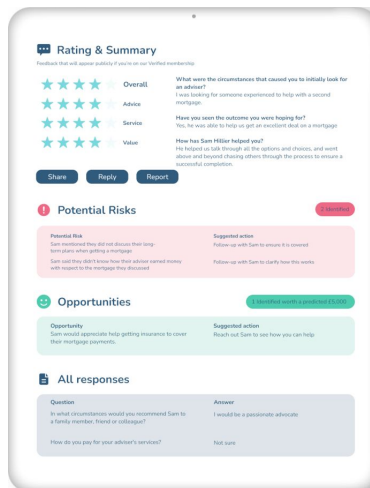 Rating & Summary
Feedback that will appear publicly if you're on our Verified membership
Overall
Advice
Service
Value
What were the circumstances that caused you to initially look for
an adviser?
I was looking for someone experienced to help with a second
mortgage.
Have you seen the outcome you were hoping for?
Yes, he was able to help us get an excellent deal on a mortgage
How has Sam Hillier helped you?
He helped us talk through all the options and choices, and went
above and beyond chasing others through the process to ensure a
successful completion.
Share
Reply
Report
Potential Risks
2 Identified
Potential Risk
Suggested action
Sam mentioned they did not discuss their long-
term plans when getting a mortgage
Follow-up with Sam to ensure it is covered
Sam said they didn't know how their adviser earned money
with respect to the mortgage they discussed
Follow-up with Sam to clarify how this works
Opportunities
1 Identified worth a predicted £5,000
Opportunity
Suggested action
Sam would appreciate help getting insurance to cover
their mortgage payments.
Reach out Sam to see how you can help
All responses
Question
Answer
In what circumstances would you recommend Sam to
a family member, friend or colleague?
I would be a passionate advocate
How do you pay for your adviser's services?
Not sure